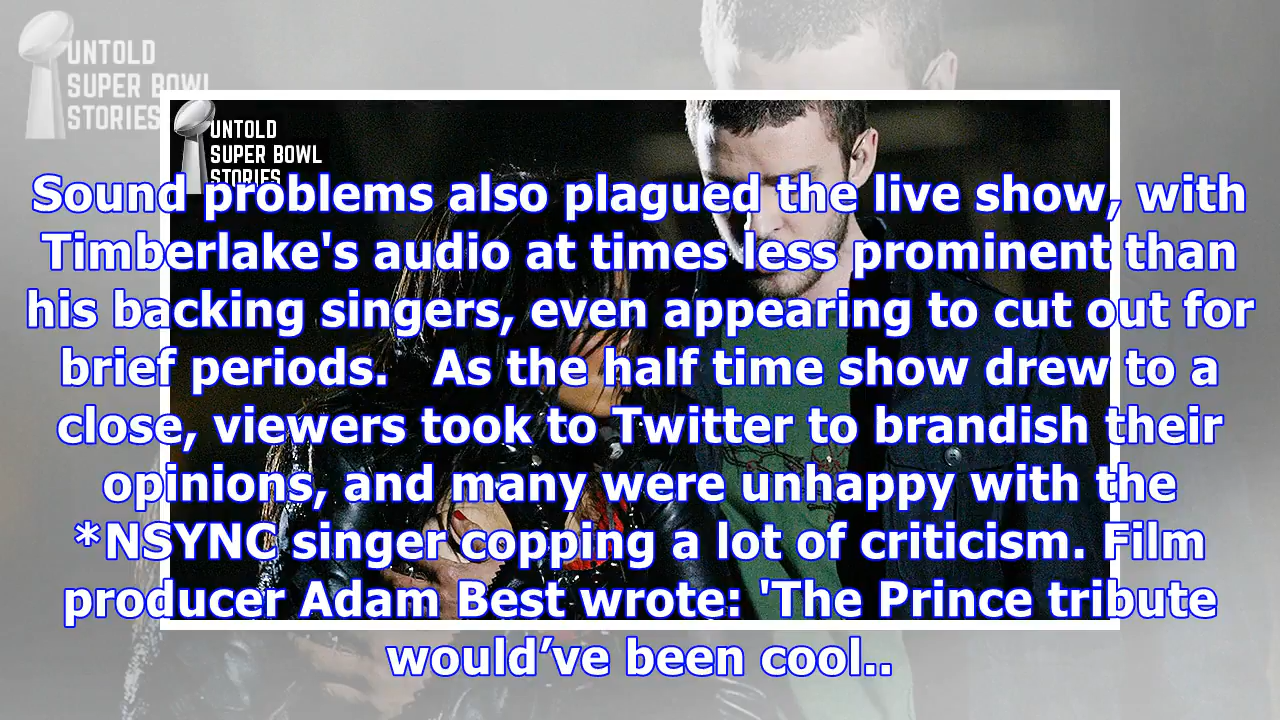 UNTOLD
SUPER BOWL
STORIES
UNTOLD
SUPER BOWL
STORIES
Sound problems also plagued the live show, with
Timberlake's audio at times less prominent than
his backing singers, even appearing to cut out for
brief periods.   As the half time show drew to a
close, viewers took to Twitter to brandish their
opinions, and many were unhappy with the
*NSYNC singer copping a lot of criticism. Film
producer Adam Best wrote: 'The Prince tribute
would’ve been cool..